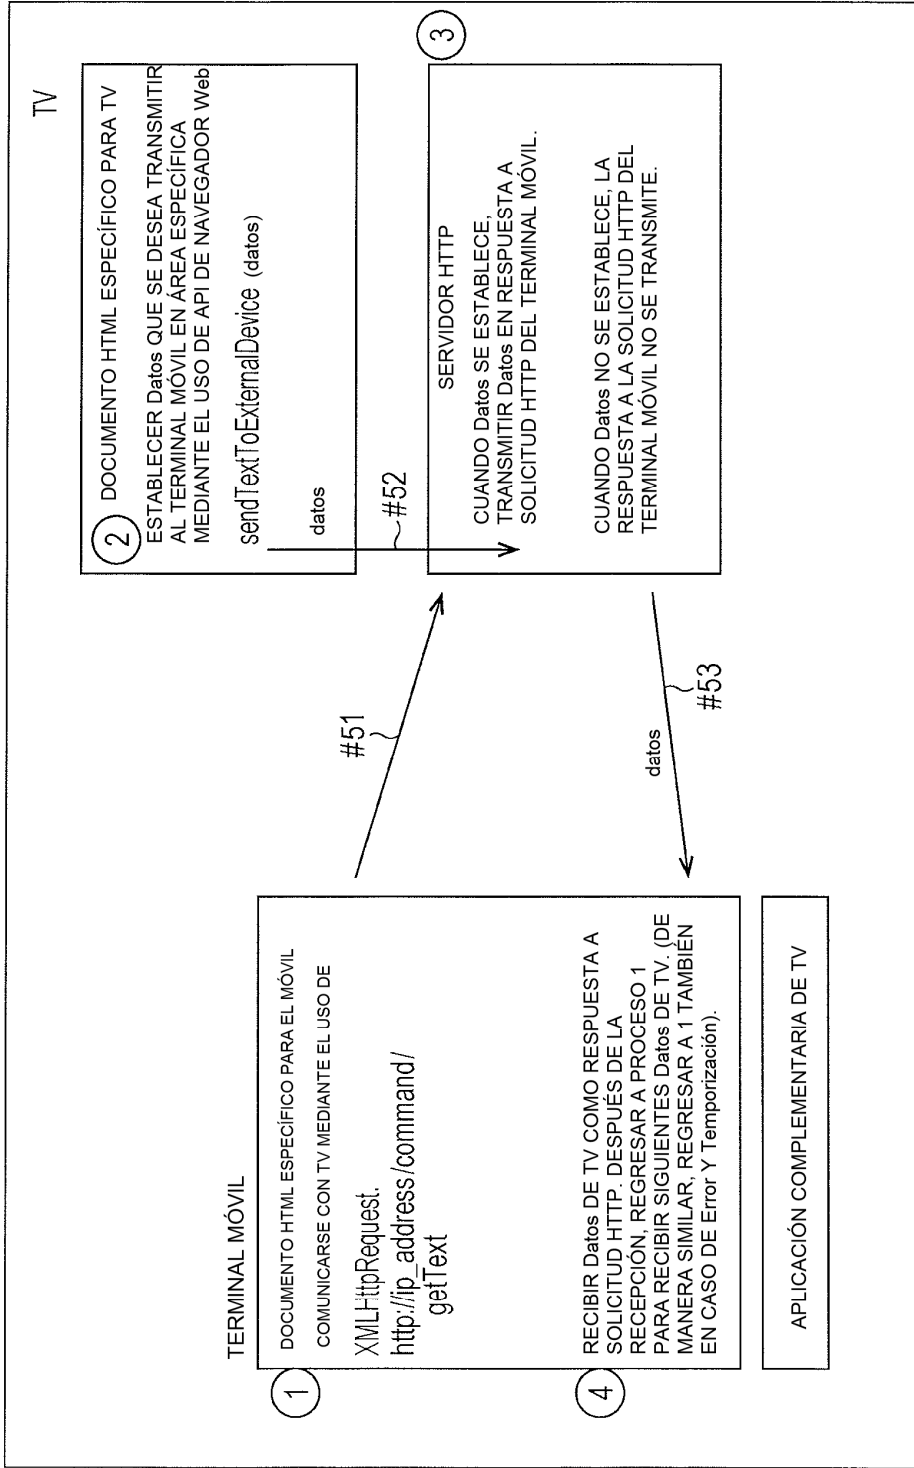 TERMINAL MÓVIL
1
DOCUMENTO HTML ESPECÍFICO PARA EL MÓVIL
COMUNICARSE CON TV MEDIANTE EL USO DE
XMLHttpRequest.
http://ip_address/command/
getText
4
RECIBIR Datos DE TV COMO RESPUESTA A
SOLICITUD HTTP. DESPUÉS DE LA
RECEPCIÓN, REGRESAR A PROCESO 1
PARA RECIBIR SIGUIENTES Datos DE TV. (DE
MANERA SIMILAR, REGRESAR A 1 TAMBIÉN
EN CASO DE Error Y Temporización).
APLICACIÓN COMPLEMENTARIA DE TV
#51
datos
#53
TV
2
DOCUMENTO HTML ESPECÍFICO PARA TV
ESTABLECER Datos QUE SE DESEA TRANSMITIR
AL TERMINAL MÓVIL EN ÁREA ESPECÍFICA
MEDIANTE EL USO DE API DE NAVEGADOR Web
sendTextToExternalDevice (datos)
datos
#52
3
SERVIDOR HTTP
CUANDO Datos SE ESTABLECE,
TRANSMITIR Datos EN RESPUESTA A
SOLICITUD HTTP DEL TERMINAL MÓVIL.
CUANDO Datos NO SE ESTABLECE, LA
RESPUESTA A LA SOLICITUD HTTP DEL
TERMINAL MÓVIL NO SE TRANSMITE.